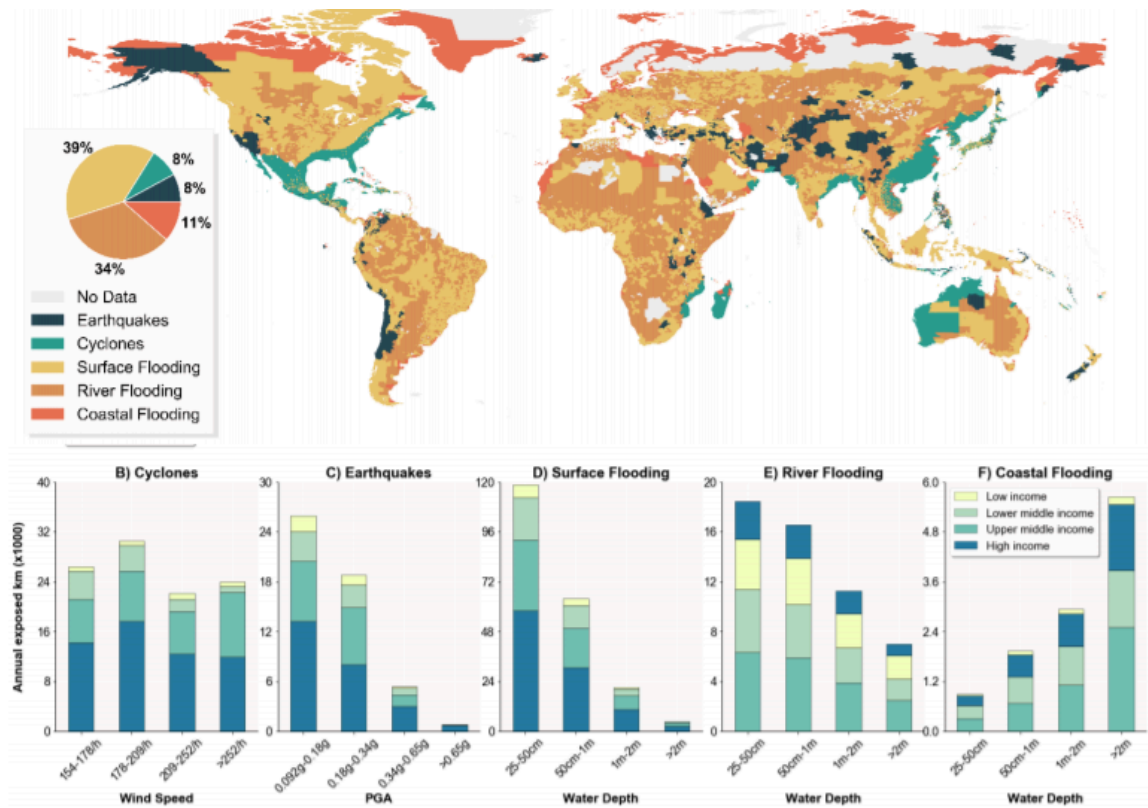 39%
8%
8%
11%
34%
No Data
Earthquakes
Cyclones
Surface Flooding
River Flooding
Coastal Flooding
B) Cyclones
C) Earthquakes
D) Surface Flooding
E) River Flooding
F) Coastal Flooding
Annual exposed km (x1000)
40
32
24
16
8
0
154-178/h
178-209/h
209-252/h
>252/h
Wind Speed
30
24
18
12
6
0
0.092g-0.18g
0.18g-0.34g
0.34g-0.65g
>0.65g
PGA
120
96
72
48
24
0
25-50cm
50cm-1m
1m-2m
>2m
Water Depth
20
16
12
8
4
0
25-50cm
50cm-1m
1m-2m
>2m
Water Depth
6.0
4.8
3.6
2.4
1.2
0.0
Low income
Lower middle income
Upper middle income
High income
25-50cm
50cm-1m
1m-2m
>2m
Water Depth